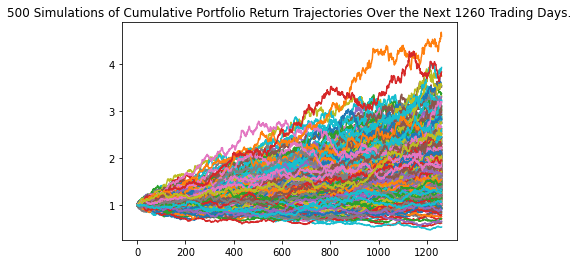 500 Simulations of Cumulative Portfolio Return Trajectories Over the Next 1260 Trading Days.
4
3
2
1
0 200 400 600 800 1000 1200